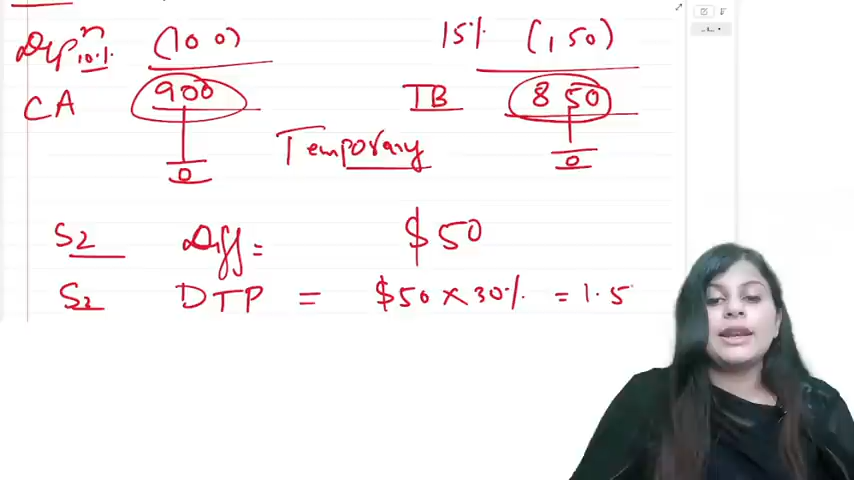 Depn 10% (100) 15% (150)
CA 900 TB 850
0 Temporary 0
S2 Diff = $50
S2 DTP = $50 x 30% = 1.5